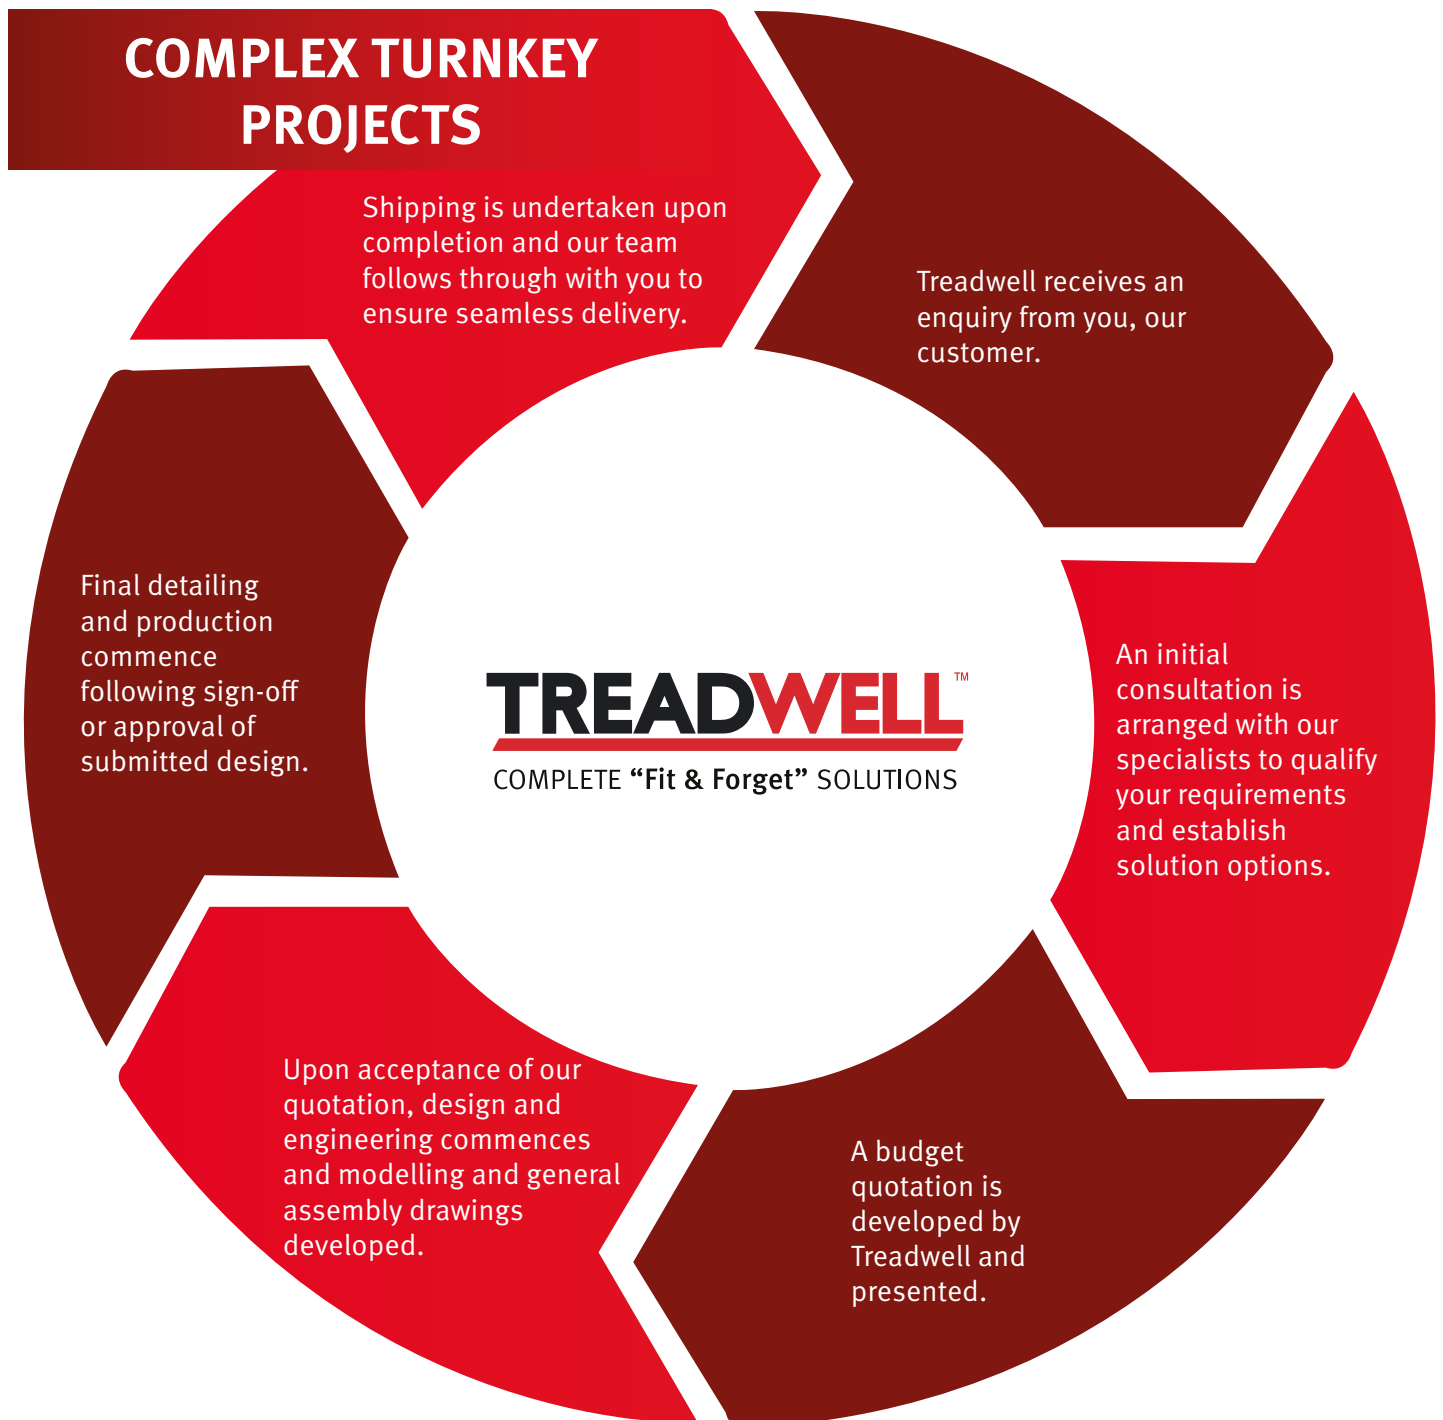 COMPLEX TURNKEY
PROJECTS
Shipping is undertaken upon
completion and our team
follows through with you to
ensure seamless delivery.
Treadwell receives an
enquiry from you, our
customer.
An initial
consultation is
arranged with our
specialists to qualify
your requirements
and establish
solution options.
A budget
quotation is
developed by
Treadwell and
presented.
Upon acceptance of our
quotation, design and
engineering commences
and modelling and general
assembly drawings
developed.
Final detailing
and production
commence
following sign-off
or approval of
submitted design.
TREADWELL™
COMPLETE “Fit & Forget” SOLUTIONS